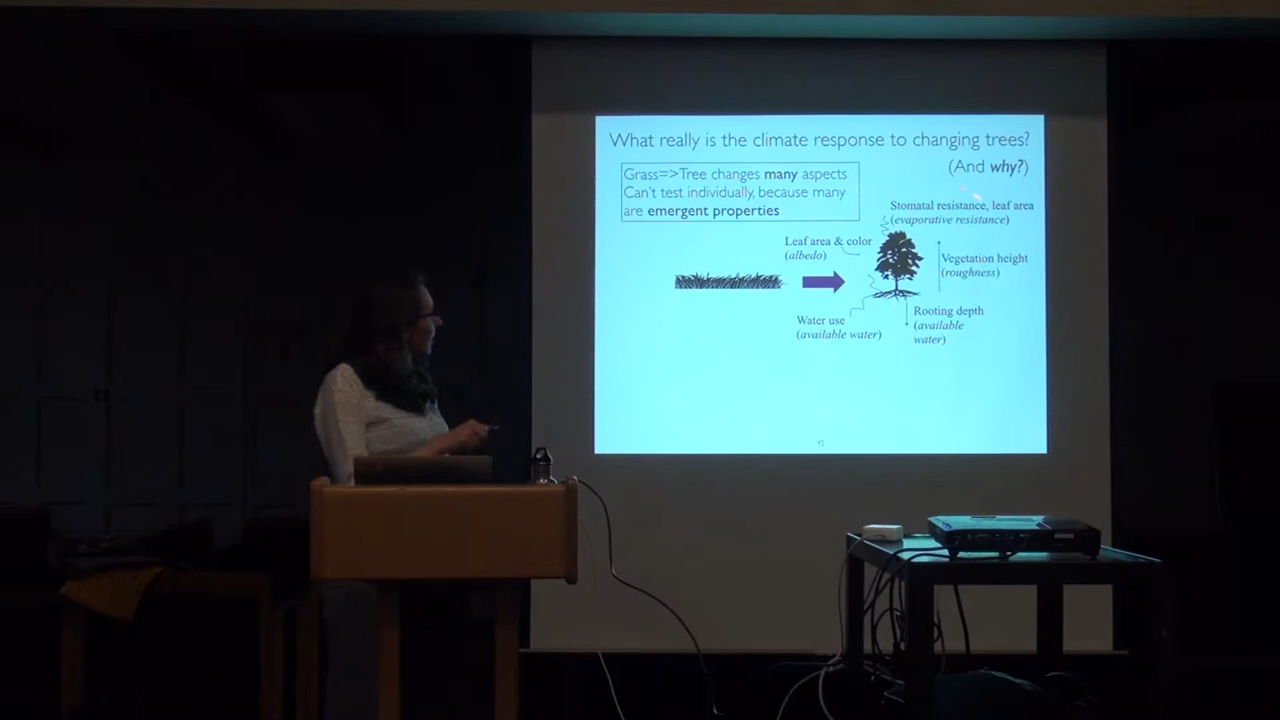 What really is the climate response to changing trees?
(And why?)
Grass=>Tree changes many aspects
Can't test individually, because many
are emergent properties
Stomatal resistance, leaf area
(evaporative resistance)
Leaf area & color
(albedo)
Vegetation height
(roughness)
Water use
(available water)
Rooting depth
(available
water)
45